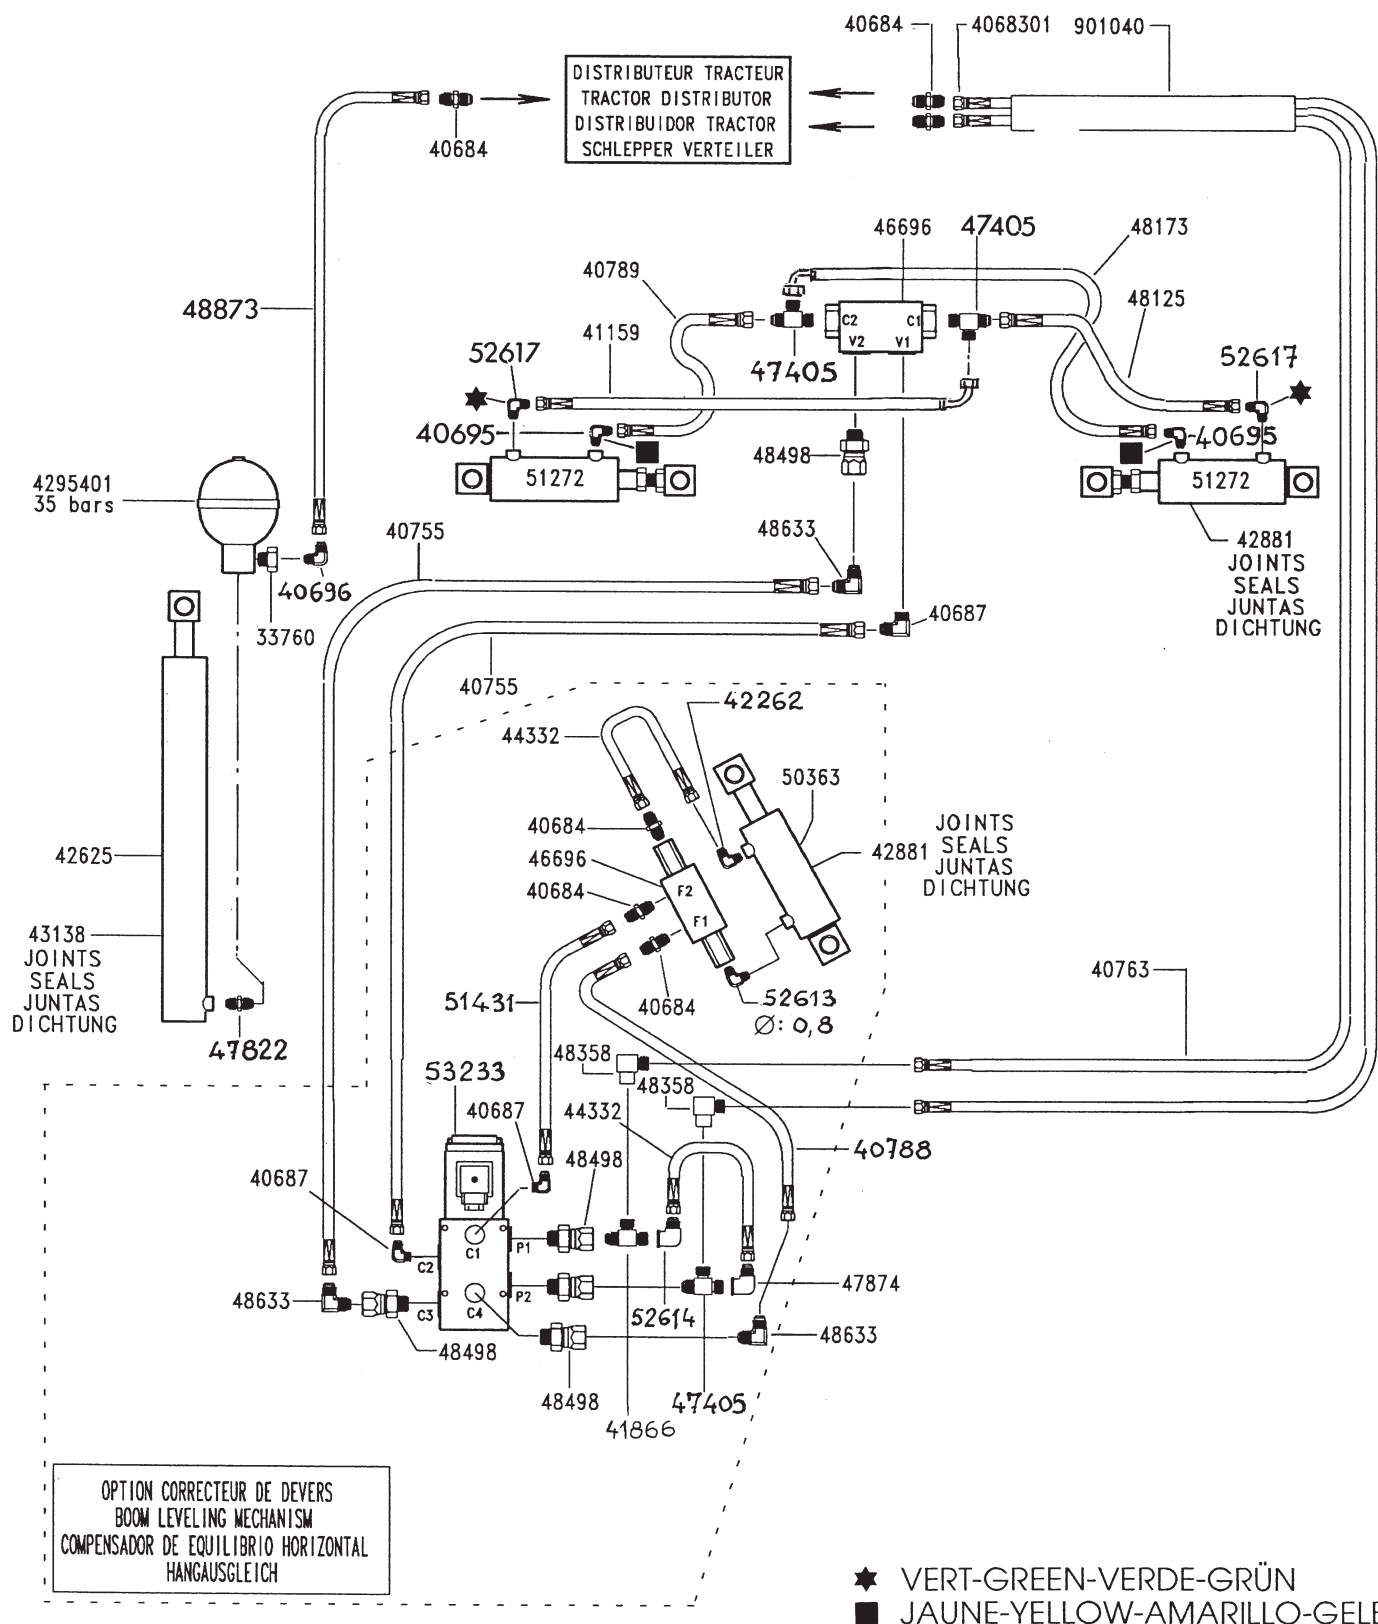 40684
4068301
901040
DISTRIBUTEUR TRACTEUR
TRACTOR DISTRIBUTOR
DISTRIBUIDOR TRACTOR
SCHLEPPER VERTEILER
40684
46696
47405
48173
40789
48873
48125
41159
C2
C1
V2
V1
52617
47405
52617
40695
40695
51272
48498
51272
4295401
35 bars
40755
48633
42881
JOINTS
SEALS
JUNTAS
DICHTUNG
40696
33760
40687
40755
42262
44332
50363
40684
JOINTS
SEALS
JUNTAS
DICHTUNG
42625
46696
42881
40684
F2
F1
43138
JOINTS
SEALS
JUNTAS
DICHTUNG
40763
51431
40684
52613
Ø: 0,8
47822
48358
53233
48358
40687
44332
40788
48498
40687
C1
P1
C2
P2
47874
48633
C3
C4
52614
48633
48498
48498
47405
41866
OPTION CORRECTEUR DE DEVERS
BOOM LEVELING MECHANISM
COMPENSADOR DE EQUILIBRIO HORIZONTAL
HANGAUSGLEICH
VERT-GREEN-VERDE-GRÜN
JAUNE-YELLOW-AMARILLO-GELB